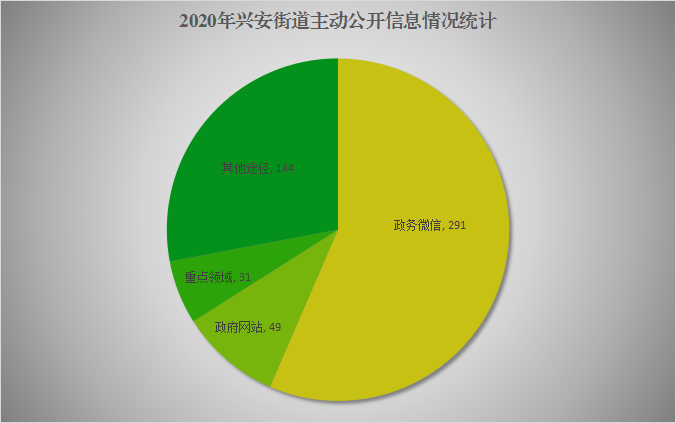 2020年兴安街道主动公开信息情况统计
其他途径, 144
政务微信, 291
重点领域, 31
政府网站, 49